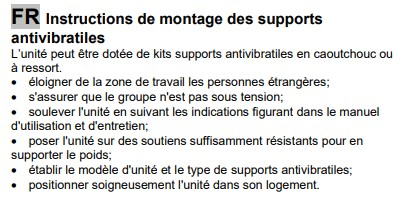 FR Instructions de montage des supports
antivibratiles
L'unité peut être dotée de kits supports antivibratiles en caoutchouc ou
à ressort.
• éloigner de la zone de travail les personnes étrangères;
• s'assurer que le groupe n'est pas sous tension;
• soulever l'unité en suivant les indications figurant dans le manuel
d'utilisation et d'entretien;
• poser l'unité sur des soutiens suffisamment résistants pour en
supporter le poids;
• établir le modèle d'unité et le type de supports antivibratiles;
• positionner soigneusement l'unité dans son logement.